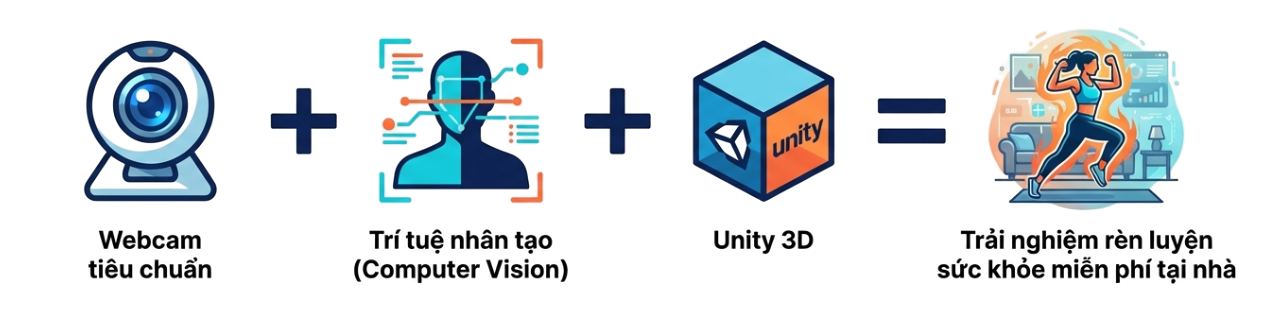 Webcam
tiêu chuẩn
Trí tuệ nhân tạo
(Computer Vision)
unity
Unity 3D
Trải nghiệm rèn luyện
sức khỏe miễn phí tại nhà